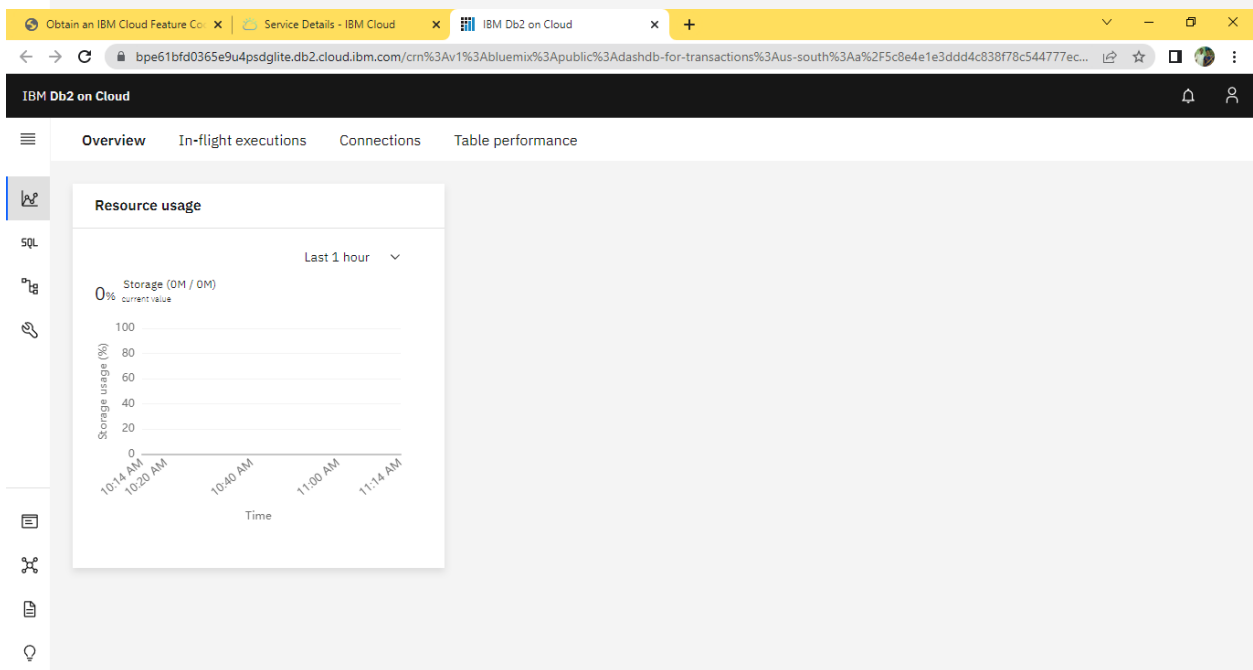 Obtain an IBM Cloud Feature Co
Service Details - IBM Cloud
IBM Db2 on Cloud
bpe61bfd0365e9u4psdglite.db2.cloud.ibm.com/crn%3Av1%3Abluemix%3Apublic%3Adashdb-for-transactions%3Aus-south%3Aa%2F5c8e4e1e3ddd4c838f78c544777ec...
IBM Db2 on Cloud
Overview In-flight executions Connections Table performance
SQL
Resource usage
Last 1 hour
0% Storage (0M / 0M)
current value
Storage usage (%)
100
80
60
40
20
0
10:14 AM 10:20 AM 10:40 AM 11:00 AM 11:14 AM
Time